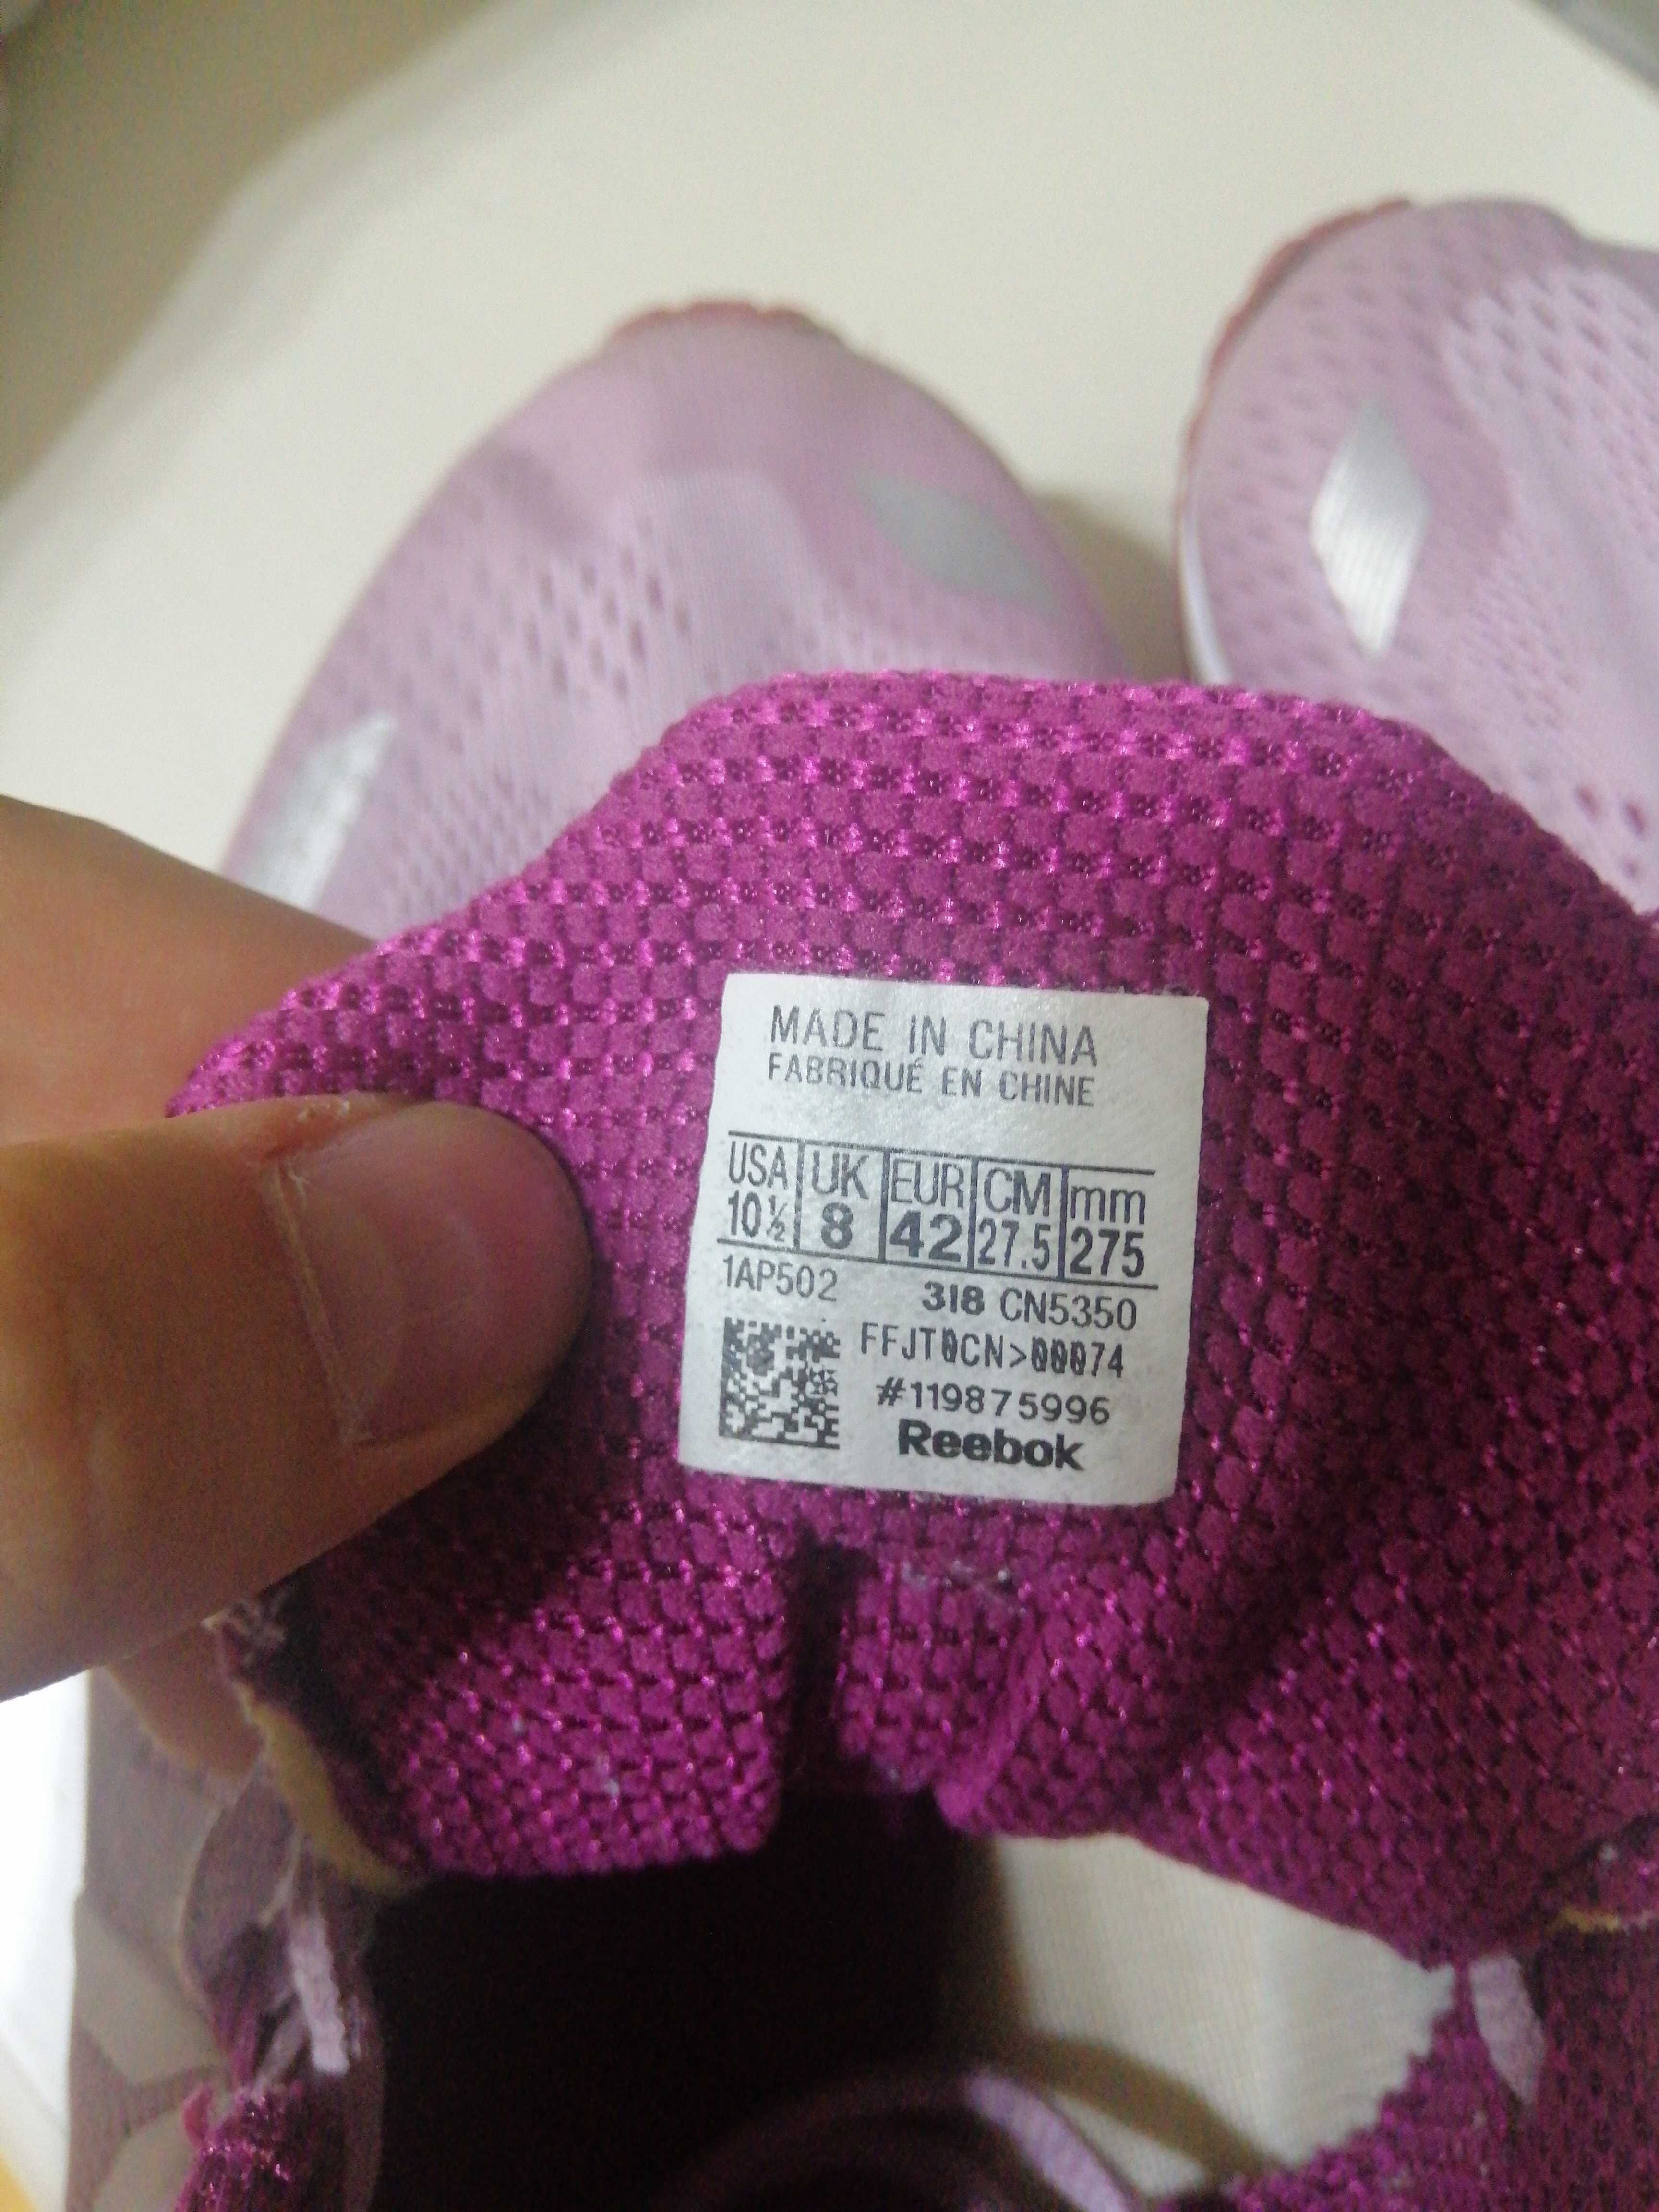 MADE IN CHINA
FABRIQUÉ EN CHINE
USA UK EUR CM mm
10½ 8 42 27.5 275
1AP502 318 CN5350
FFJT0CN>00074
#119875996
Reebok